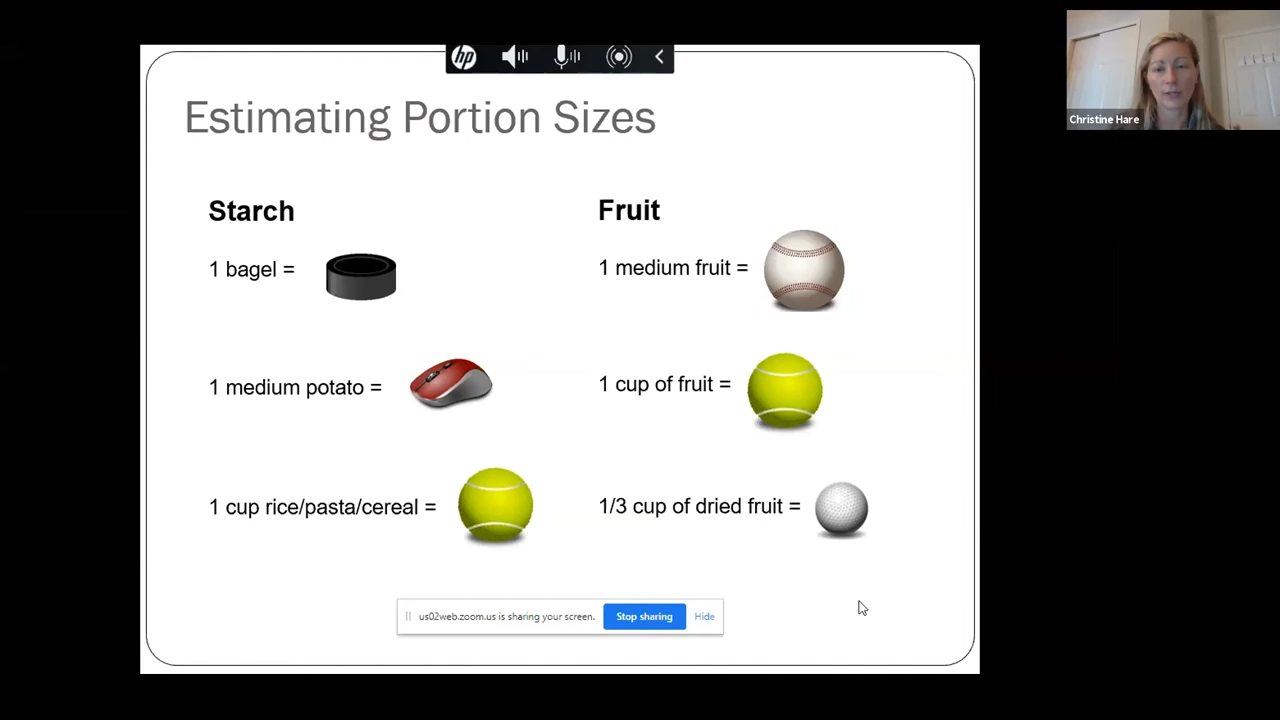 hp
Estimating Portion Sizes
Christine Hare
Starch
Fruit
1 bagel =
1 medium fruit =
1 medium potato =
1 cup of fruit =
1 cup rice/pasta/cereal =
1/3 cup of dried fruit =
us02web.zoom.us is sharing your screen.
Stop sharing
Hide